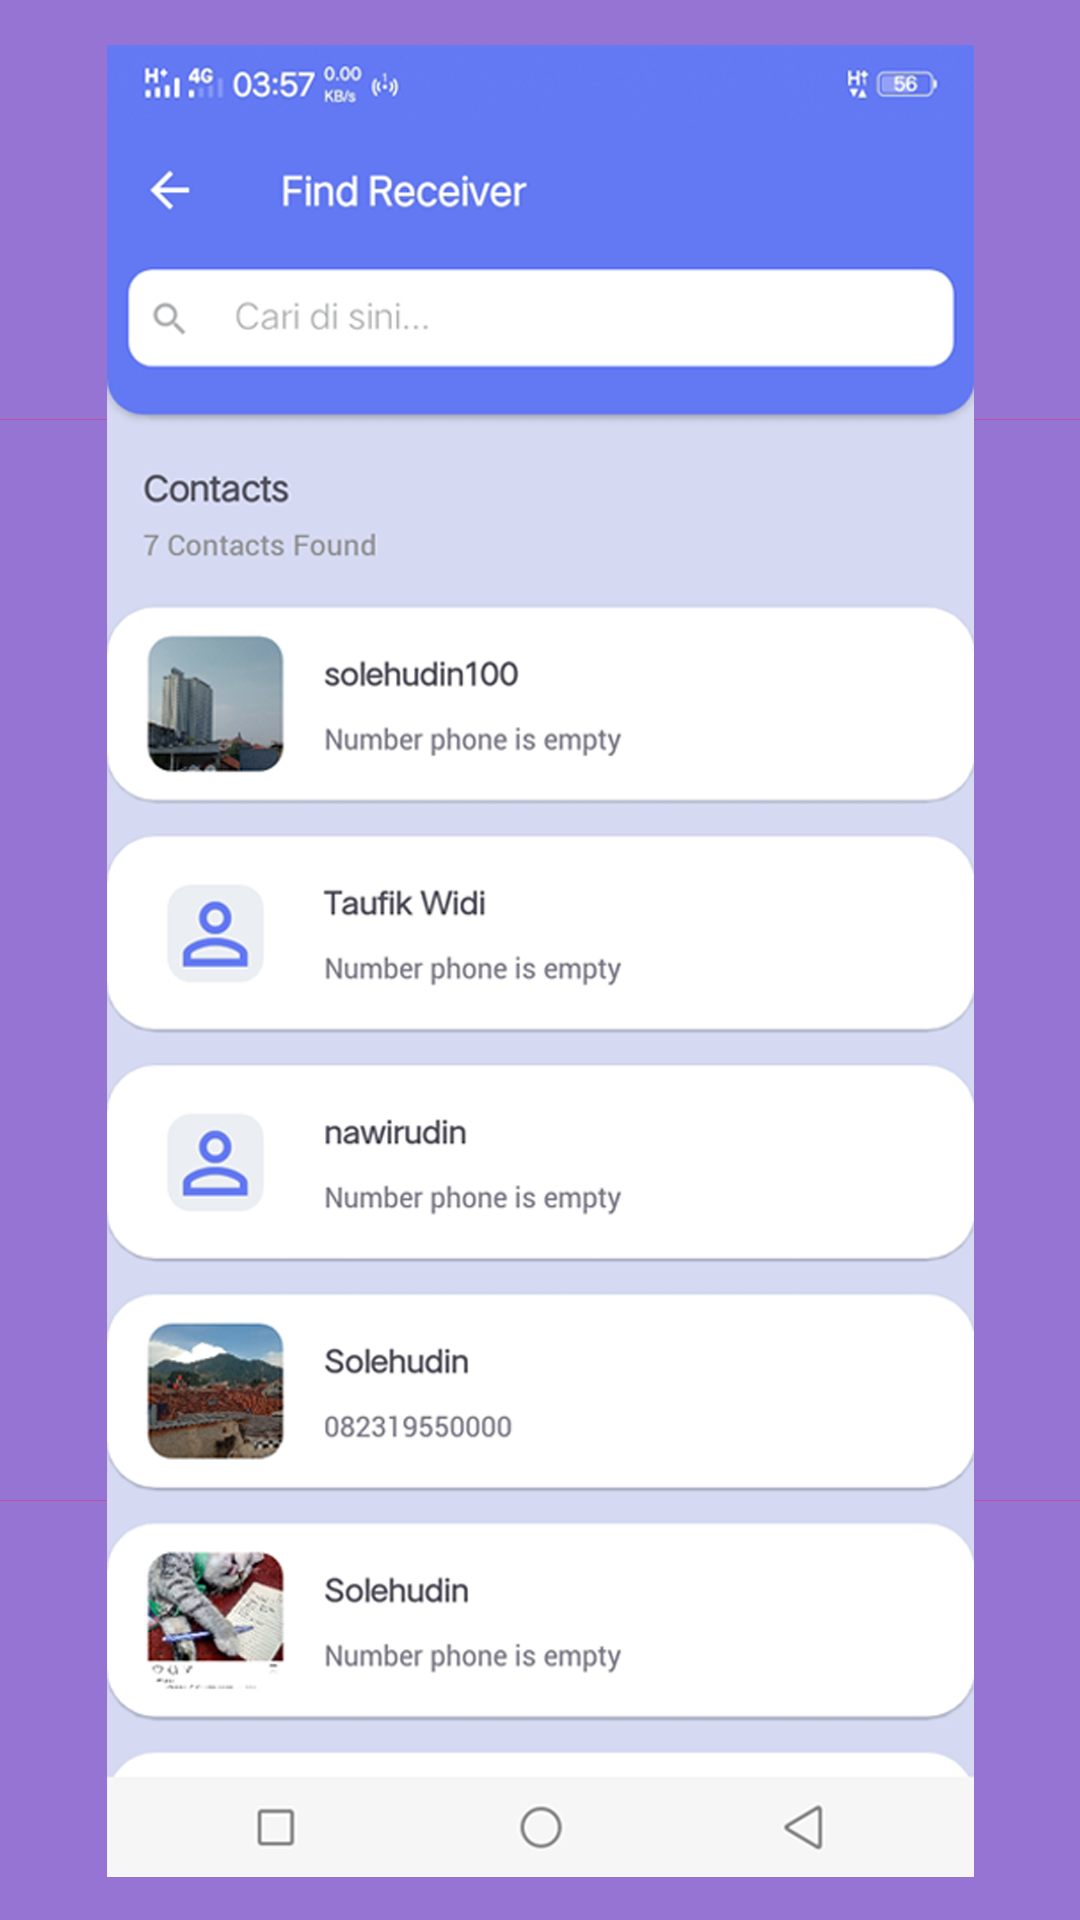 H+ 4G 03:57 0.00 KB/s 1 H↑ 56
Find Receiver
Cari di sini...
Contacts
7 Contacts Found
solehudin100
Number phone is empty
Taufik Widi
Number phone is empty
nawirudin
Number phone is empty
Solehudin
082319550000
Solehudin
Number phone is empty